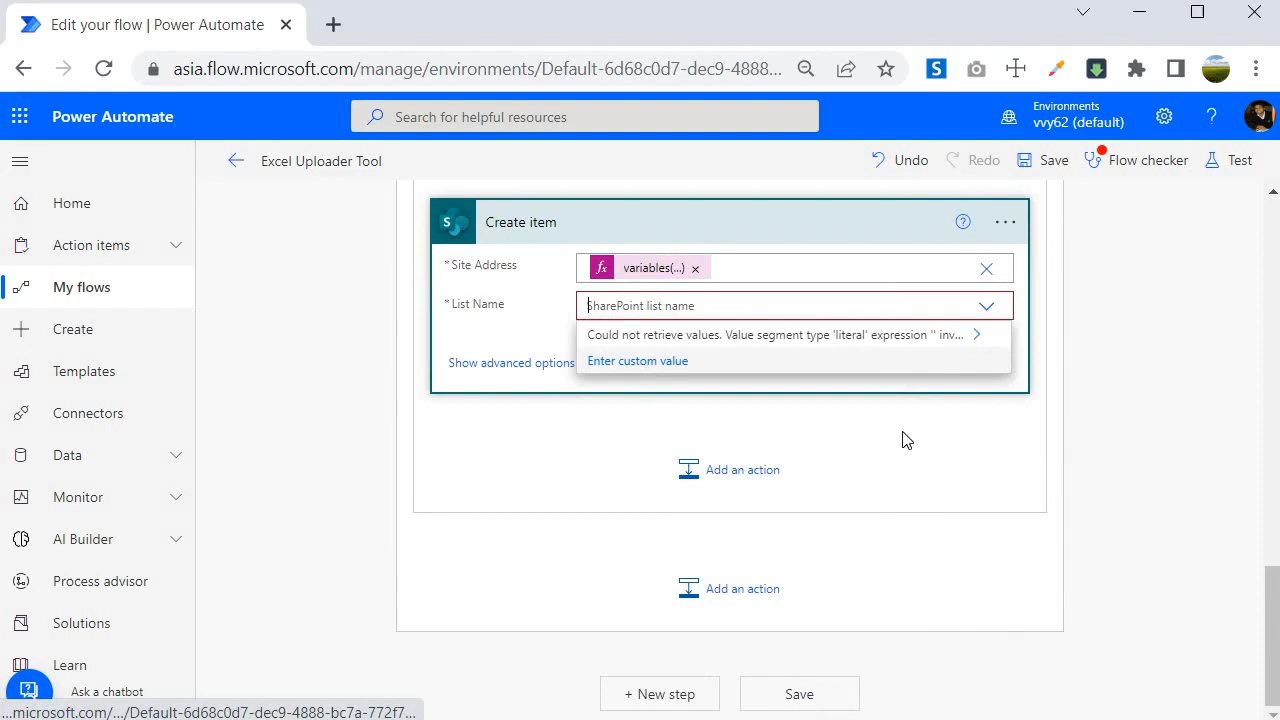 Edit your flow | Power Automate
asia.flow.microsoft.com/manage/environments/Default-6d68c0d7-dec9-4888...
S
Power Automate
Search for helpful resources
Environments
vvy62 (default)
?
Excel Uploader Tool
Undo
Redo
Save
Flow checker
Test
Home
Action items
My flows
Create
Templates
Connectors
Data
Monitor
AI Builder
Process advisor
Solutions
Learn
Ask a chatbot
S
Create item
?
...
* Site Address
fx variables(...) ×
* List Name
SharePoint list name
Could not retrieve values. Value segment type 'literal' expression '' inv...
Enter custom value
Show advanced options
Add an action
Add an action
+ New step
Save
...microsoft.com/.../Default-6d68c0d7-dec9-4888-bc7a-772f7...